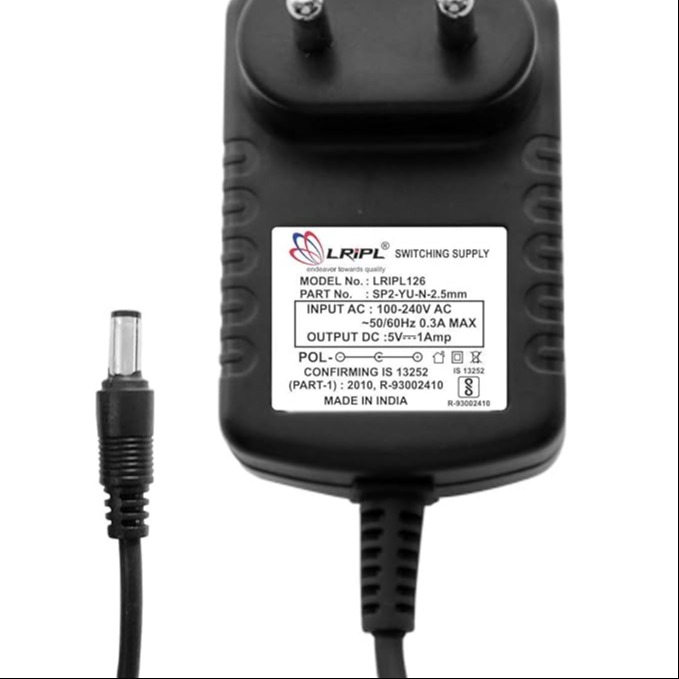 LRiPL® SWITCHING SUPPLY
endeavor towards quality
MODEL No. : LRIPL126
PART No. : SP2-YU-N-2.5mm
INPUT AC : 100-240V AC
~50/60Hz 0.3A MAX
OUTPUT DC :5V⎓1Amp
POL-
CONFIRMING IS 13252
(PART-1) : 2010, R-93002410
MADE IN INDIA
IS 13252
R-93002410